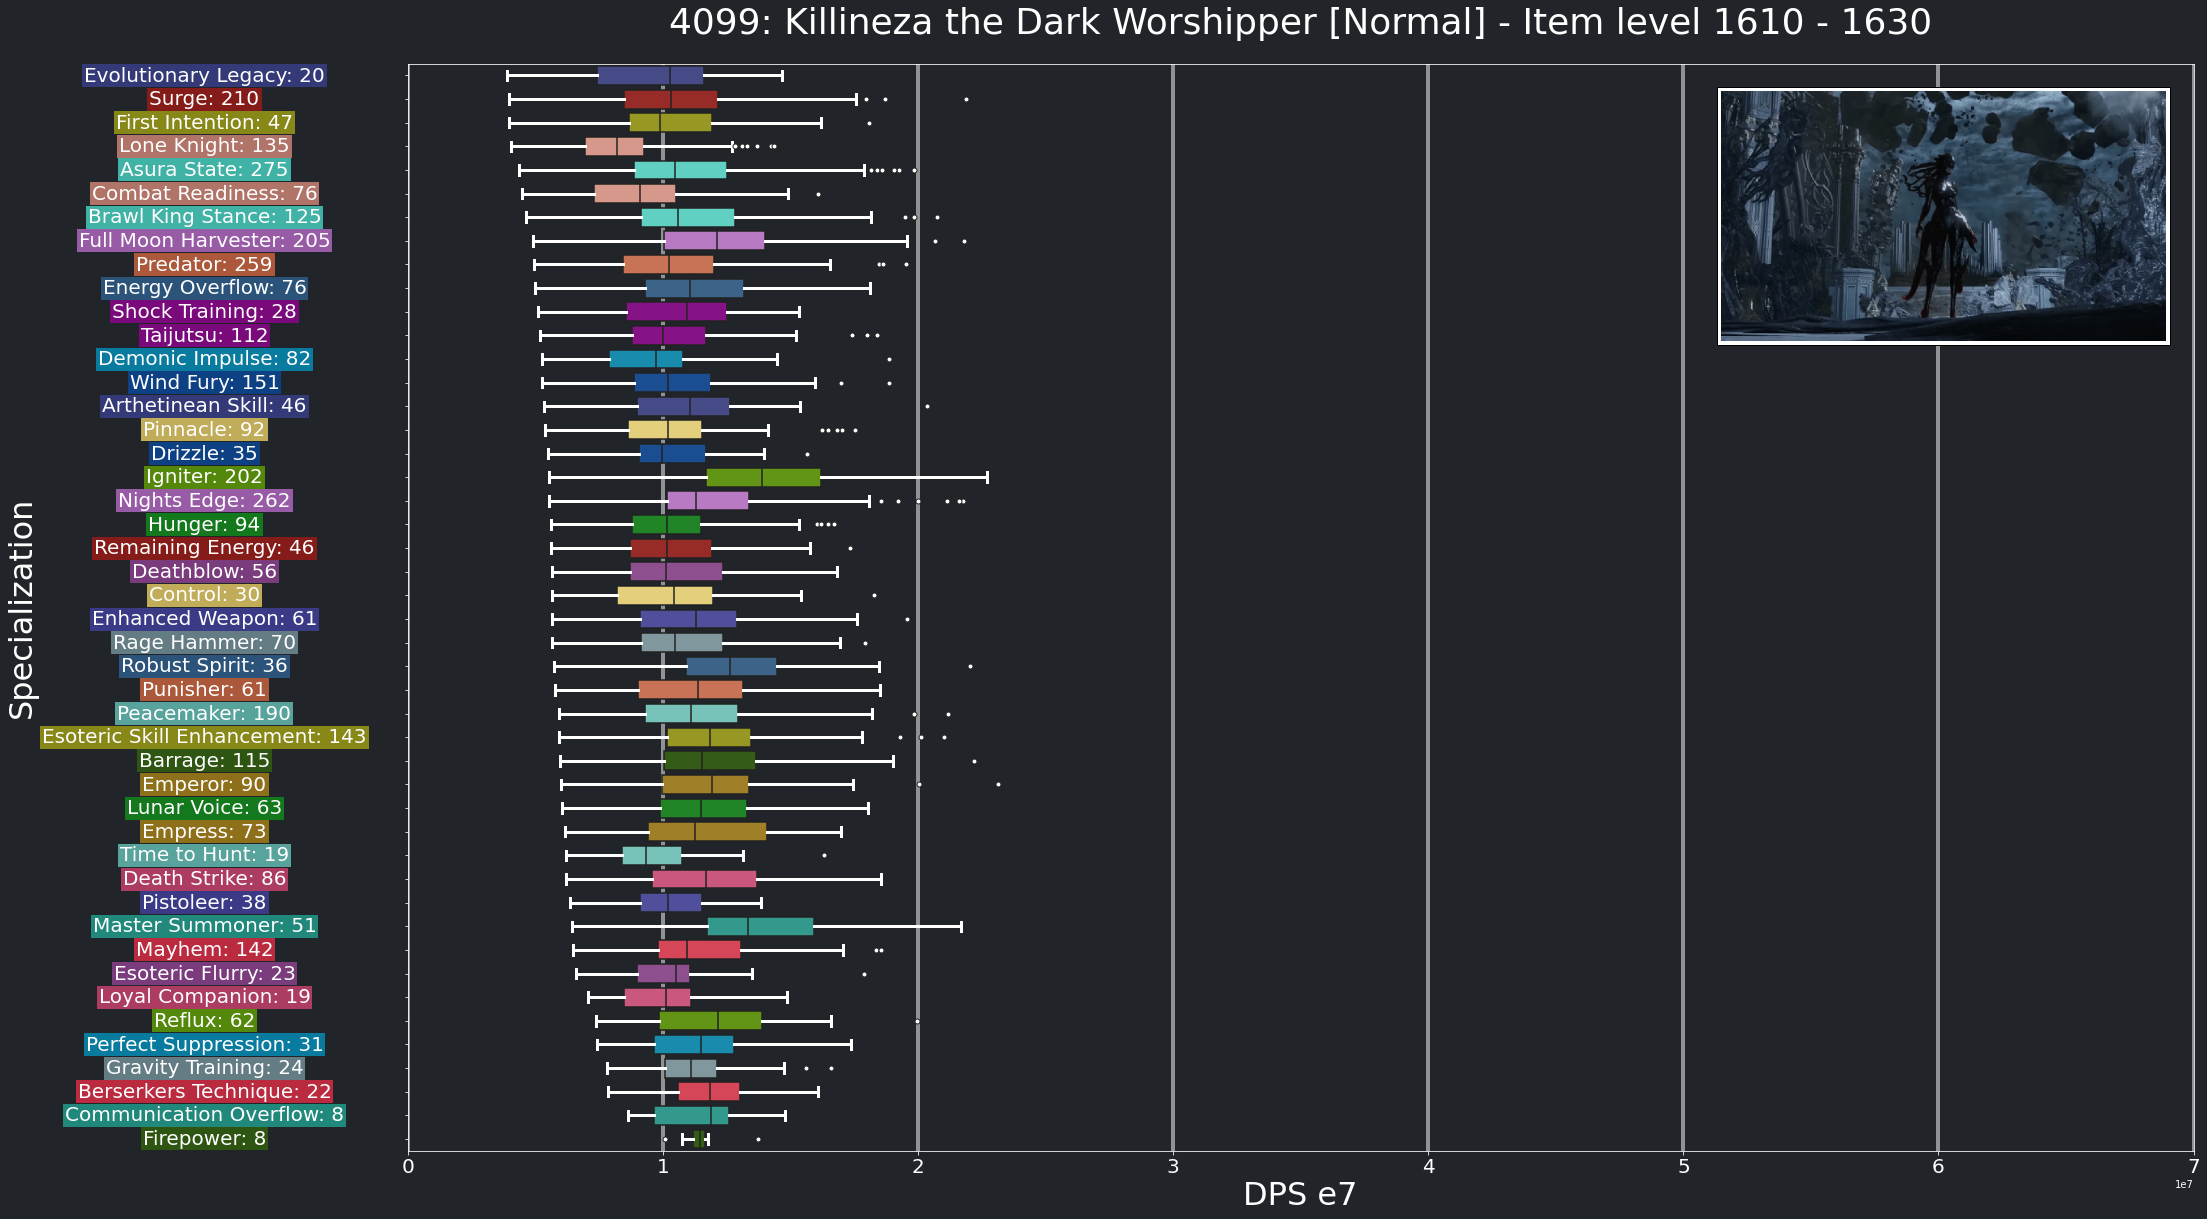 4099: Killineza the Dark Worshipper [Normal] - Item level 1610 - 1630
Specialization
Evolutionary Legacy: 20
Surge: 210
First Intention: 47
Lone Knight: 135
Asura State: 275
Combat Readiness: 76
Brawl King Stance: 125
Full Moon Harvester: 205
Predator: 259
Energy Overflow: 76
Shock Training: 28
Taijutsu: 112
Demonic Impulse: 82
Wind Fury: 151
Arthetinean Skill: 46
Pinnacle: 92
Drizzle: 35
Igniter: 202
Nights Edge: 262
Hunger: 94
Remaining Energy: 46
Deathblow: 56
Control: 30
Enhanced Weapon: 61
Rage Hammer: 70
Robust Spirit: 36
Punisher: 61
Peacemaker: 190
Esoteric Skill Enhancement: 143
Barrage: 115
Emperor: 90
Lunar Voice: 63
Empress: 73
Time to Hunt: 19
Death Strike: 86
Pistoleer: 38
Master Summoner: 51
Mayhem: 142
Esoteric Flurry: 23
Loyal Companion: 19
Reflux: 62
Perfect Suppression: 31
Gravity Training: 24
Berserkers Technique: 22
Communication Overflow: 8
Firepower: 8
0 1 2 3 4 5 6 7
1e7
DPS e7